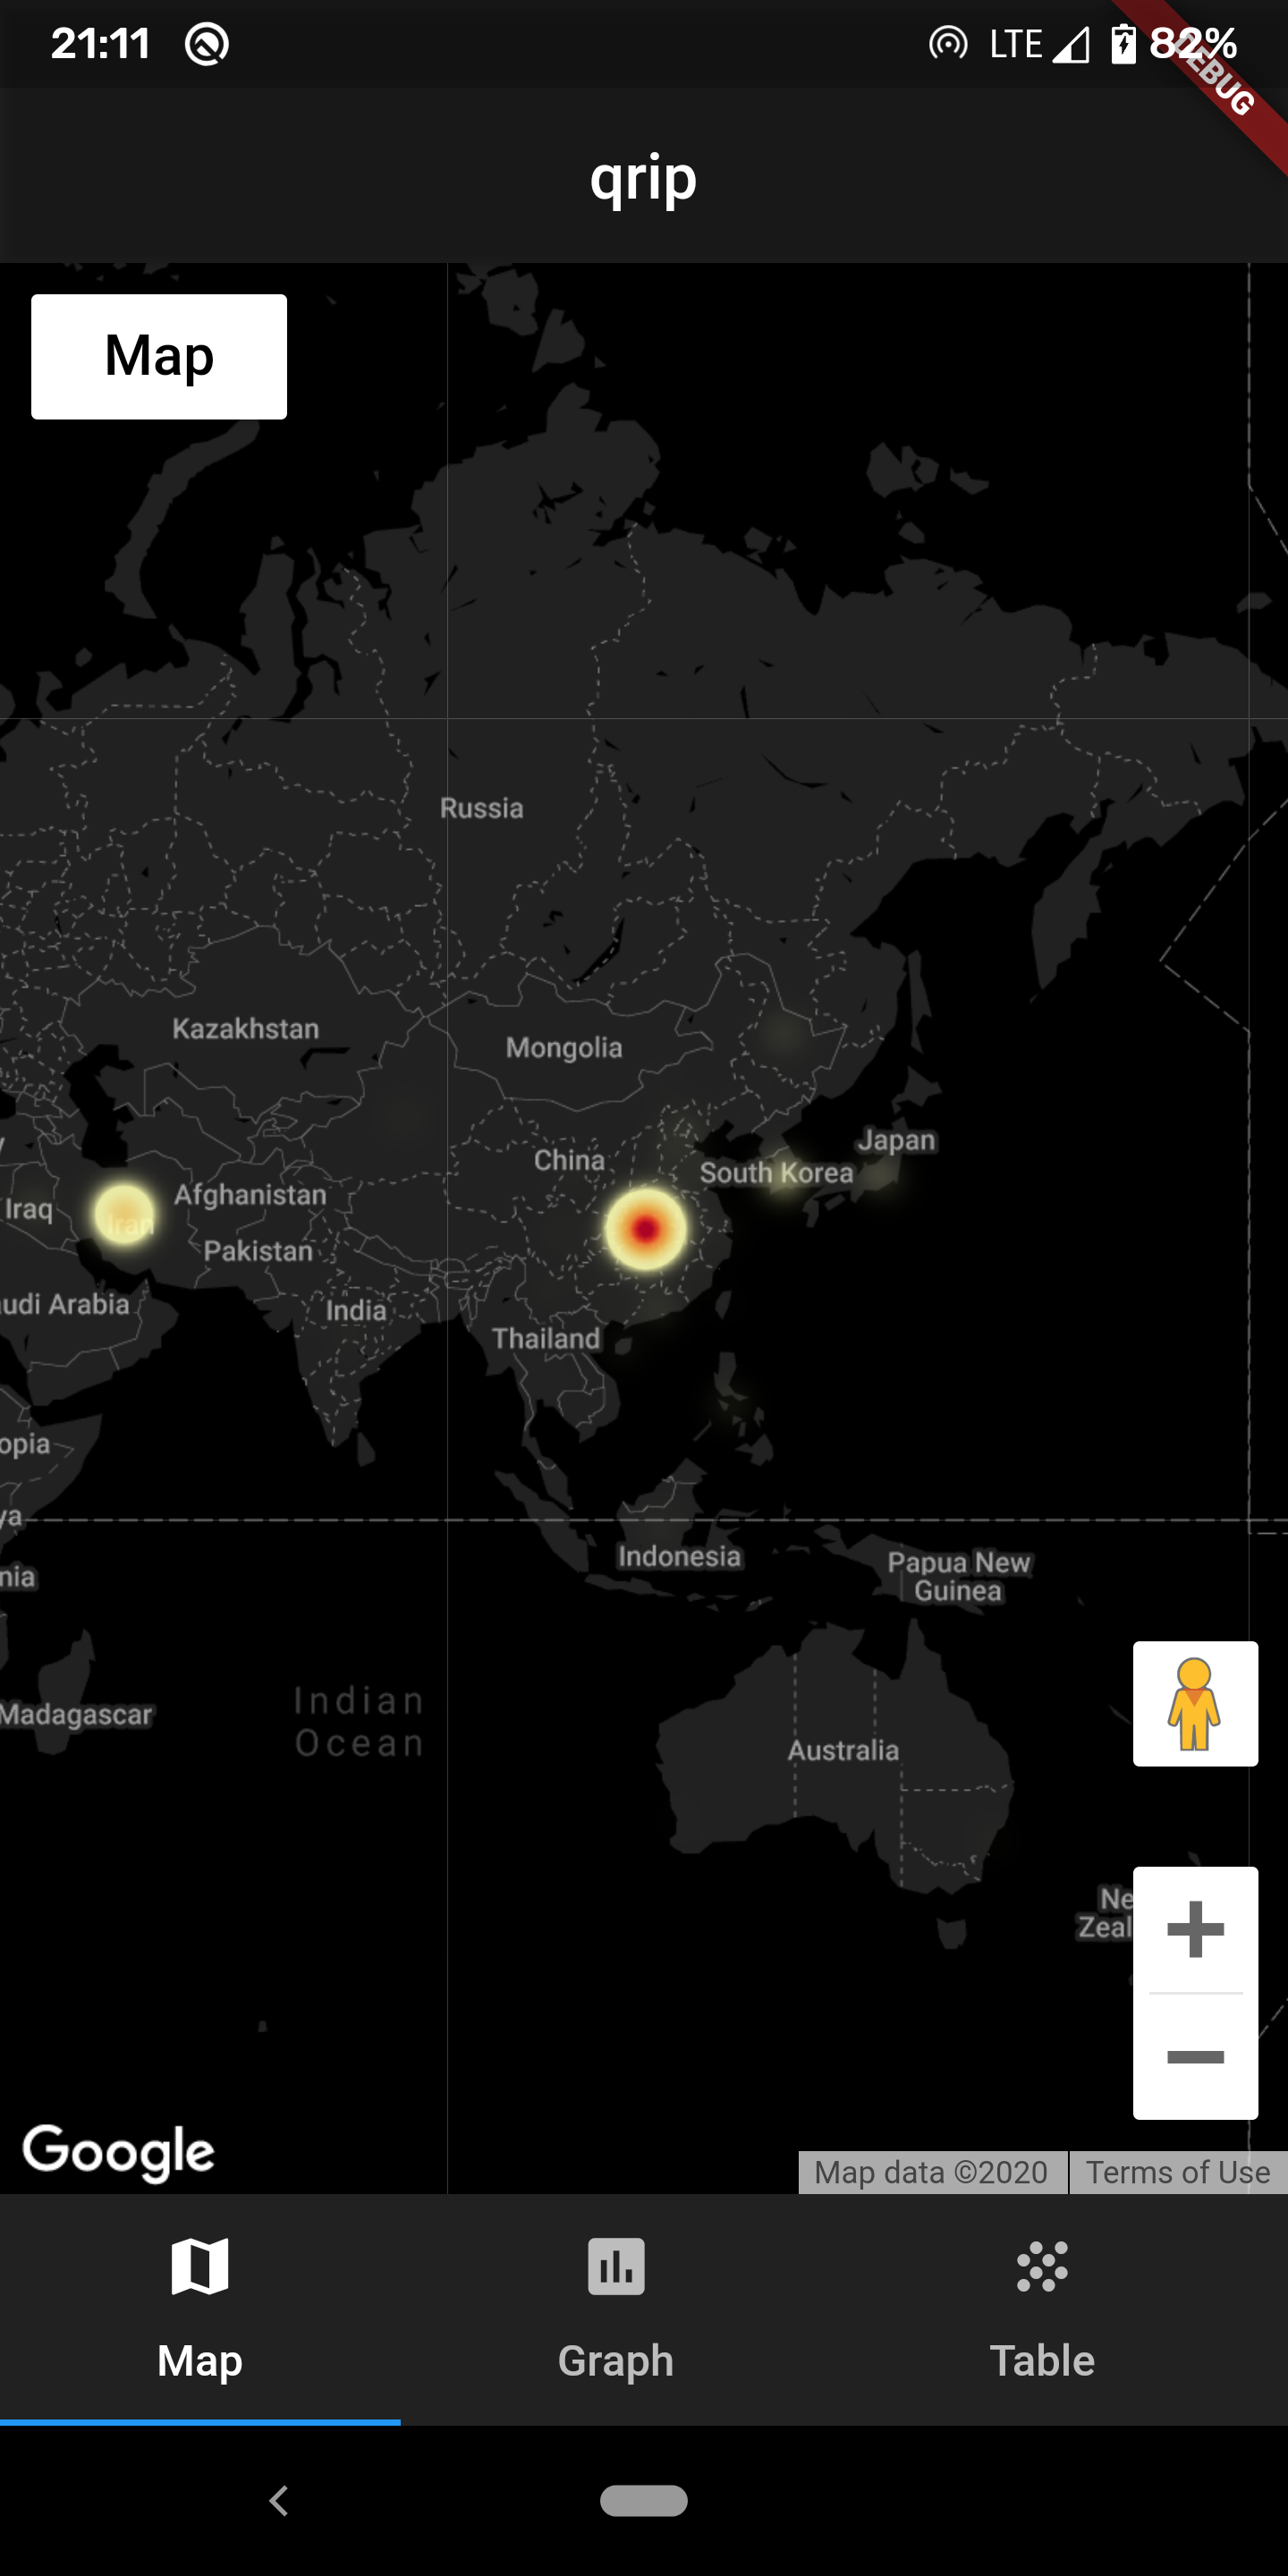 21:11
LTE
82%
DEBUG
qrip
Map
Russia
Kazakhstan
Mongolia
Japan
China
South Korea
Afghanistan
Iraq
Iran
Pakistan
udi Arabia
India
Thailand
opia
ya
Indonesia
Papua New
Guinea
nia
Madagascar
Indian
Ocean
Australia
Ne
Zeal
Google
Map data ©2020
Terms of Use
Map
Graph
Table